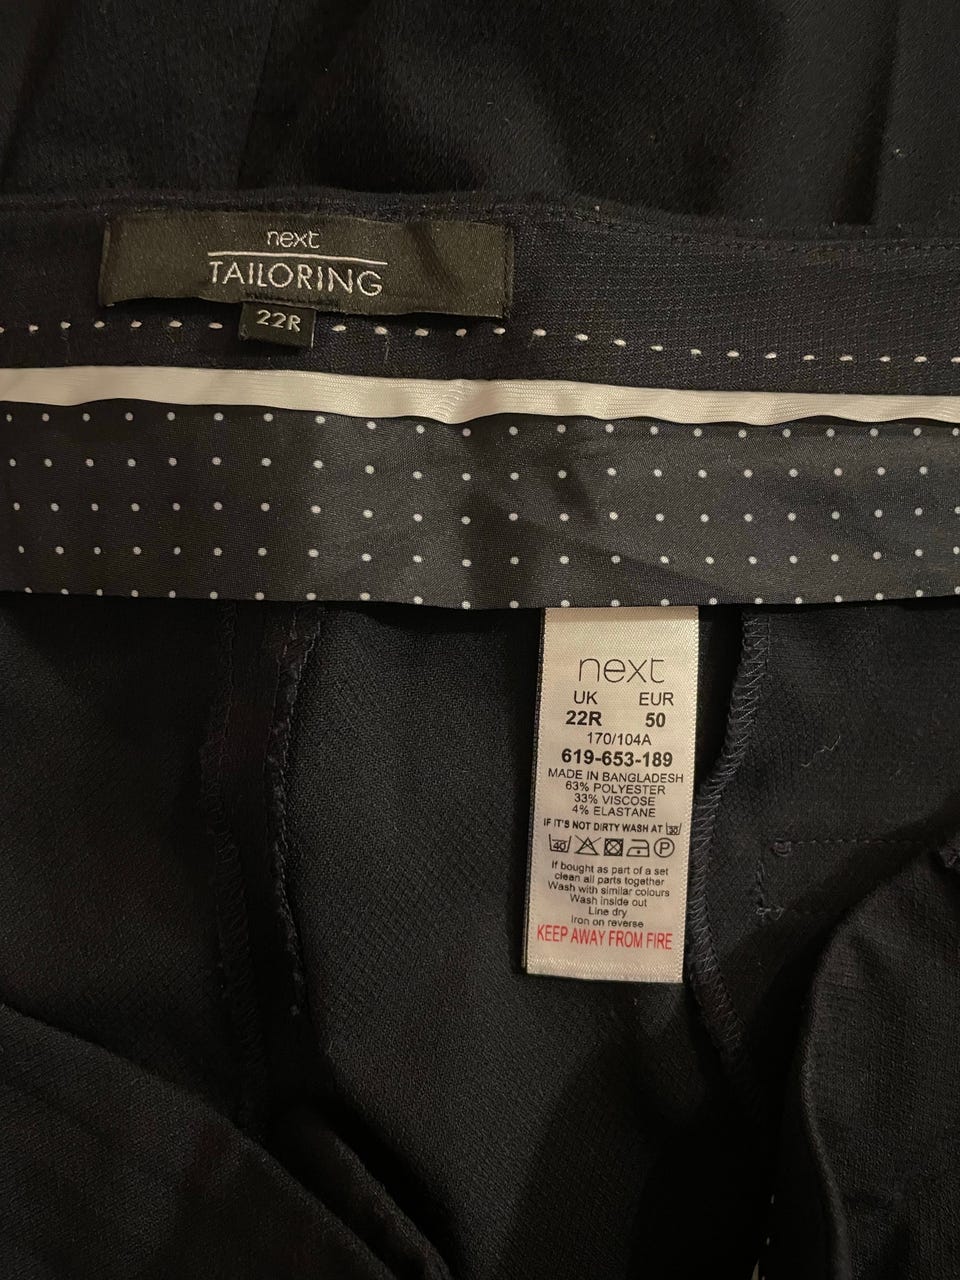 next
TAILORING
22R
next
UK EUR
22R 50
170/104A
619-653-189
MADE IN BANGLADESH
63% POLYESTER
33% VISCOSE
4% ELASTANE
IF IT'S NOT DIRTY WASH AT 30
40 P
If bought as part of a set
clean all parts together
Wash with similar colours
Wash inside out
Line dry
Iron on reverse
KEEP AWAY FROM FIRE